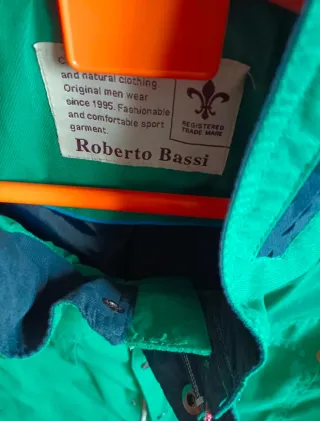 and natural clothing.
Original men wear
since 1995. Fashionable
and comfortable sport
garment.
REGISTERED
TRADE MARK
Roberto Bassi